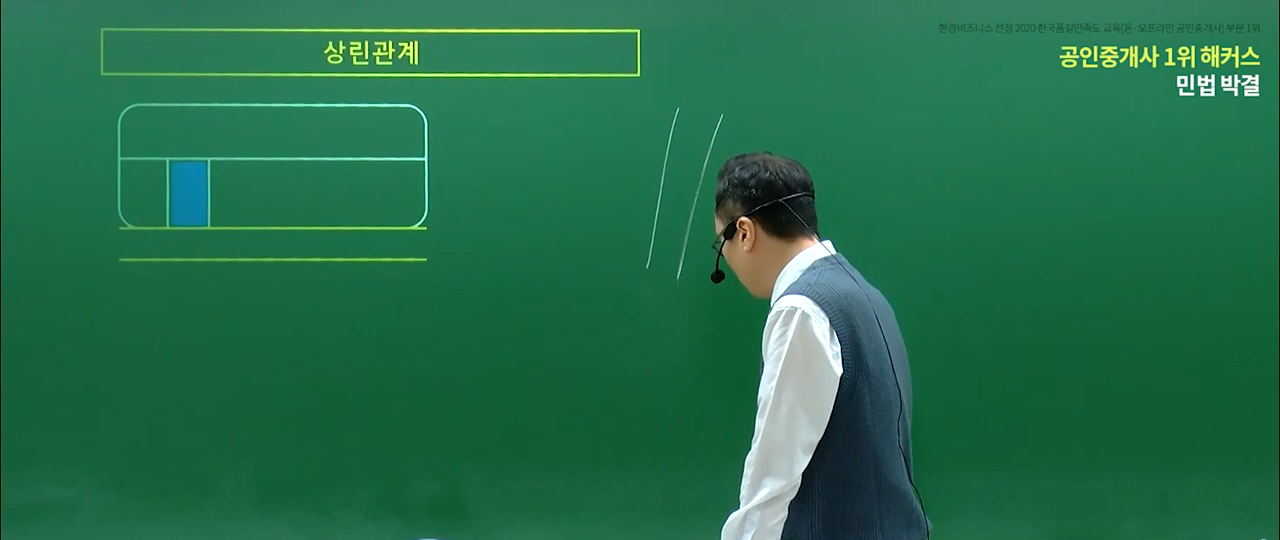 한경비즈니스 선정 2020 한국품질만족도 교육(온·오프라인 공인중개사) 부문 1위
상린관계
공인중개사 1위 해커스
민법 박결